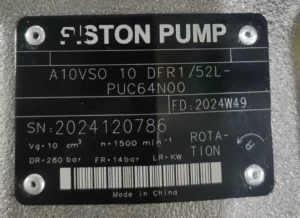 PISTON PUMP
A10VSO 10 DFR1/52L-
PUC64N00
FD: 2024W49
SN: 2024120786
ROTA-
TION
Vg= 10 cm³ n= 1500 min⁻¹
DR=280 bar FR=14bar LR=KW
Made in China